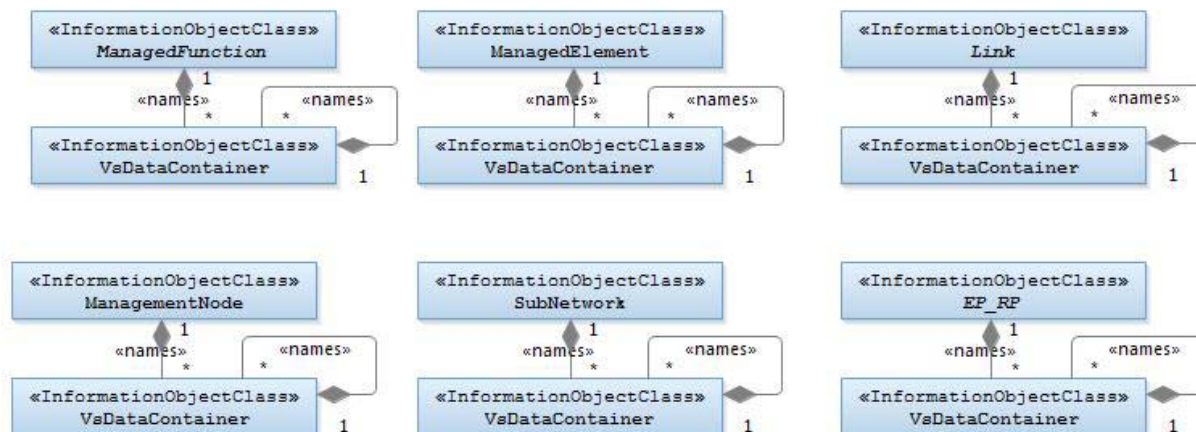 «InformationObjectClass»
ManagedFunction
1
«names»
*
«names»
*
«InformationObjectClass»
VsDataContainer
1
«InformationObjectClass»
ManagedElement
1
«names»
*
«names»
*
«InformationObjectClass»
VsDataContainer
1
«InformationObjectClass»
Link
1
«names»
*
«names»
*
«InformationObjectClass»
VsDataContainer
1
«InformationObjectClass»
ManagementNode
1
«names»
*
«names»
*
«InformationObjectClass»
VsDataContainer
1
«InformationObjectClass»
SubNetwork
1
«names»
*
«names»
*
«InformationObjectClass»
VsDataContainer
1
«InformationObjectClass»
EP_RP
1
«names»
*
«names»
*
«InformationObjectClass»
VsDataContainer
1